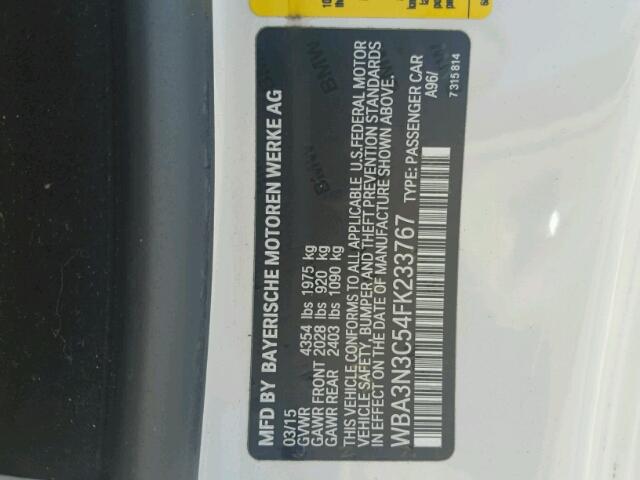 MFD BY BAYERISCHE MOTOREN WERKE AG
03/15
GVWR 4354 lbs 1975 kg
GAWR FRONT 2028 lbs 920 kg
GAWR REAR 2403 lbs 1090 kg
THIS VEHICLE CONFORMS TO ALL APPLICABLE U.S.FEDERAL MOTOR
VEHICLE SAFETY, BUMPER AND THEFT PREVENTION STANDARDS
IN EFFECT ON THE DATE OF MANUFACTURE SHOWN ABOVE.
WBA3N3C54FK233767 TYPE: PASSENGER CAR
A96/
7 315 814
BMW